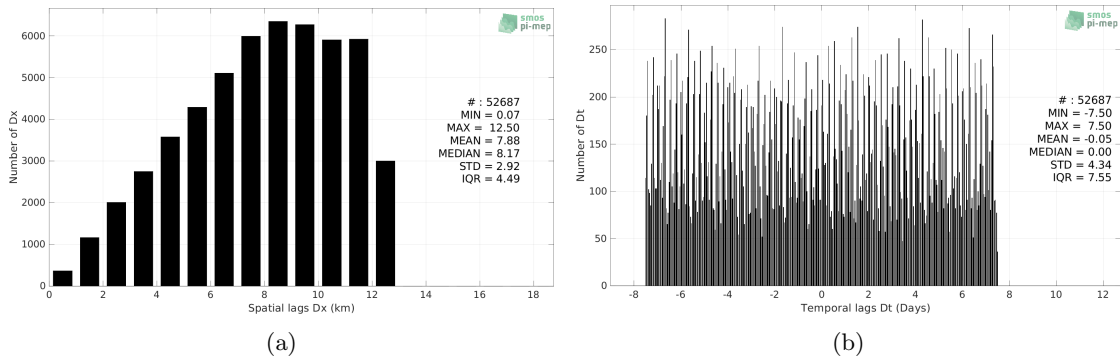 smos
pi-mep
6000
5000
4000
3000
2000
1000
0
Number of Dx
# : 52687
MIN = 0.07
MAX = 12.50
MEAN = 7.88
MEDIAN = 8.17
STD = 2.92
IQR = 4.49
0 2 4 6 8 10 12 14 16 18
Spatial lags Dx (km)
(a)
smos
pi-mep
250
200
150
100
50
0
Number of Dt
# : 52687
MIN = -7.50
MAX = 7.50
MEAN = -0.05
MEDIAN = 0.00
STD = 4.34
IQR = 7.55
-8 -6 -4 -2 0 2 4 6 8 10 12
Temporal lags Dt (Days)
(b)